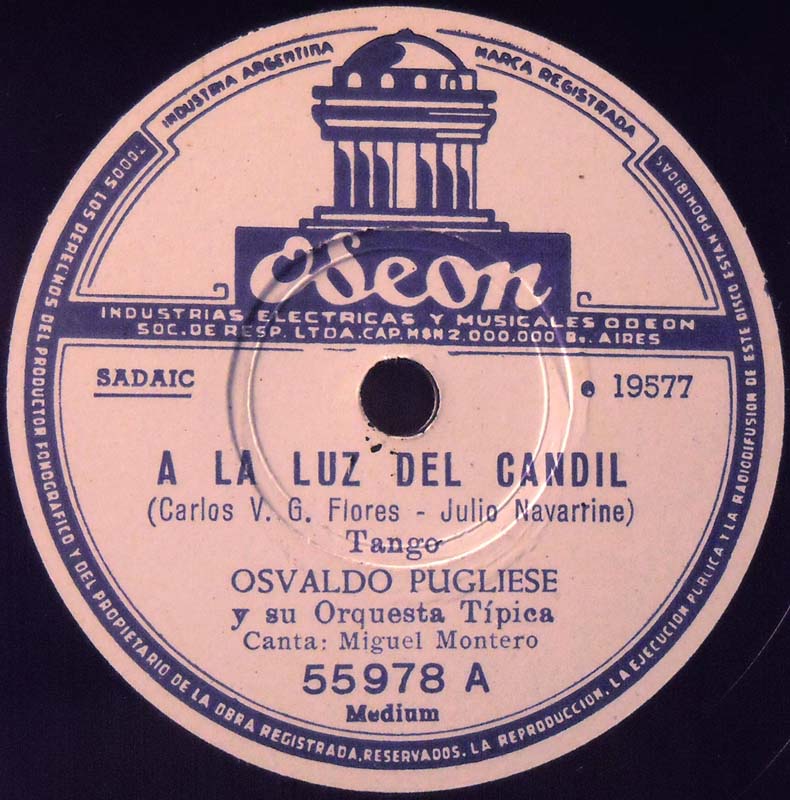 INDUSTRIA ARGENTINA
MARCA REGISTRADA
Odeon
INDUSTRIAS ELECTRICAS Y MUSICALES ODEON
SOC. DE RESP. LTDA. CAP. M$N 2.000.000 Bs. AIRES
SADAIC
19577
A LA LUZ DEL CANDIL
(Carlos V. G. Flores - Julio Navarrine)
Tango
OSVALDO PUGLIESE
y su Orquesta Típica
Canta: Miguel Montero
55978 A
Medium
TODOS LOS DERECHOS DEL PRODUCTOR FONOGRAFICO Y DEL PROPIETARIO DE LA OBRA REGISTRADA, RESERVADOS. LA REPRODUCCION, LA EJECUCION PUBLICA Y LA RADIODIFUSION DE ESTE DISCO ESTAN PROHIBIDAS